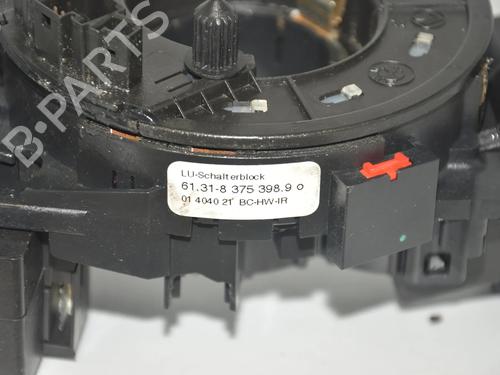 B-PARTS
LU-Schalterblock
61.31-8 375 398.9 o
01 4040 21 BC-HW-IR